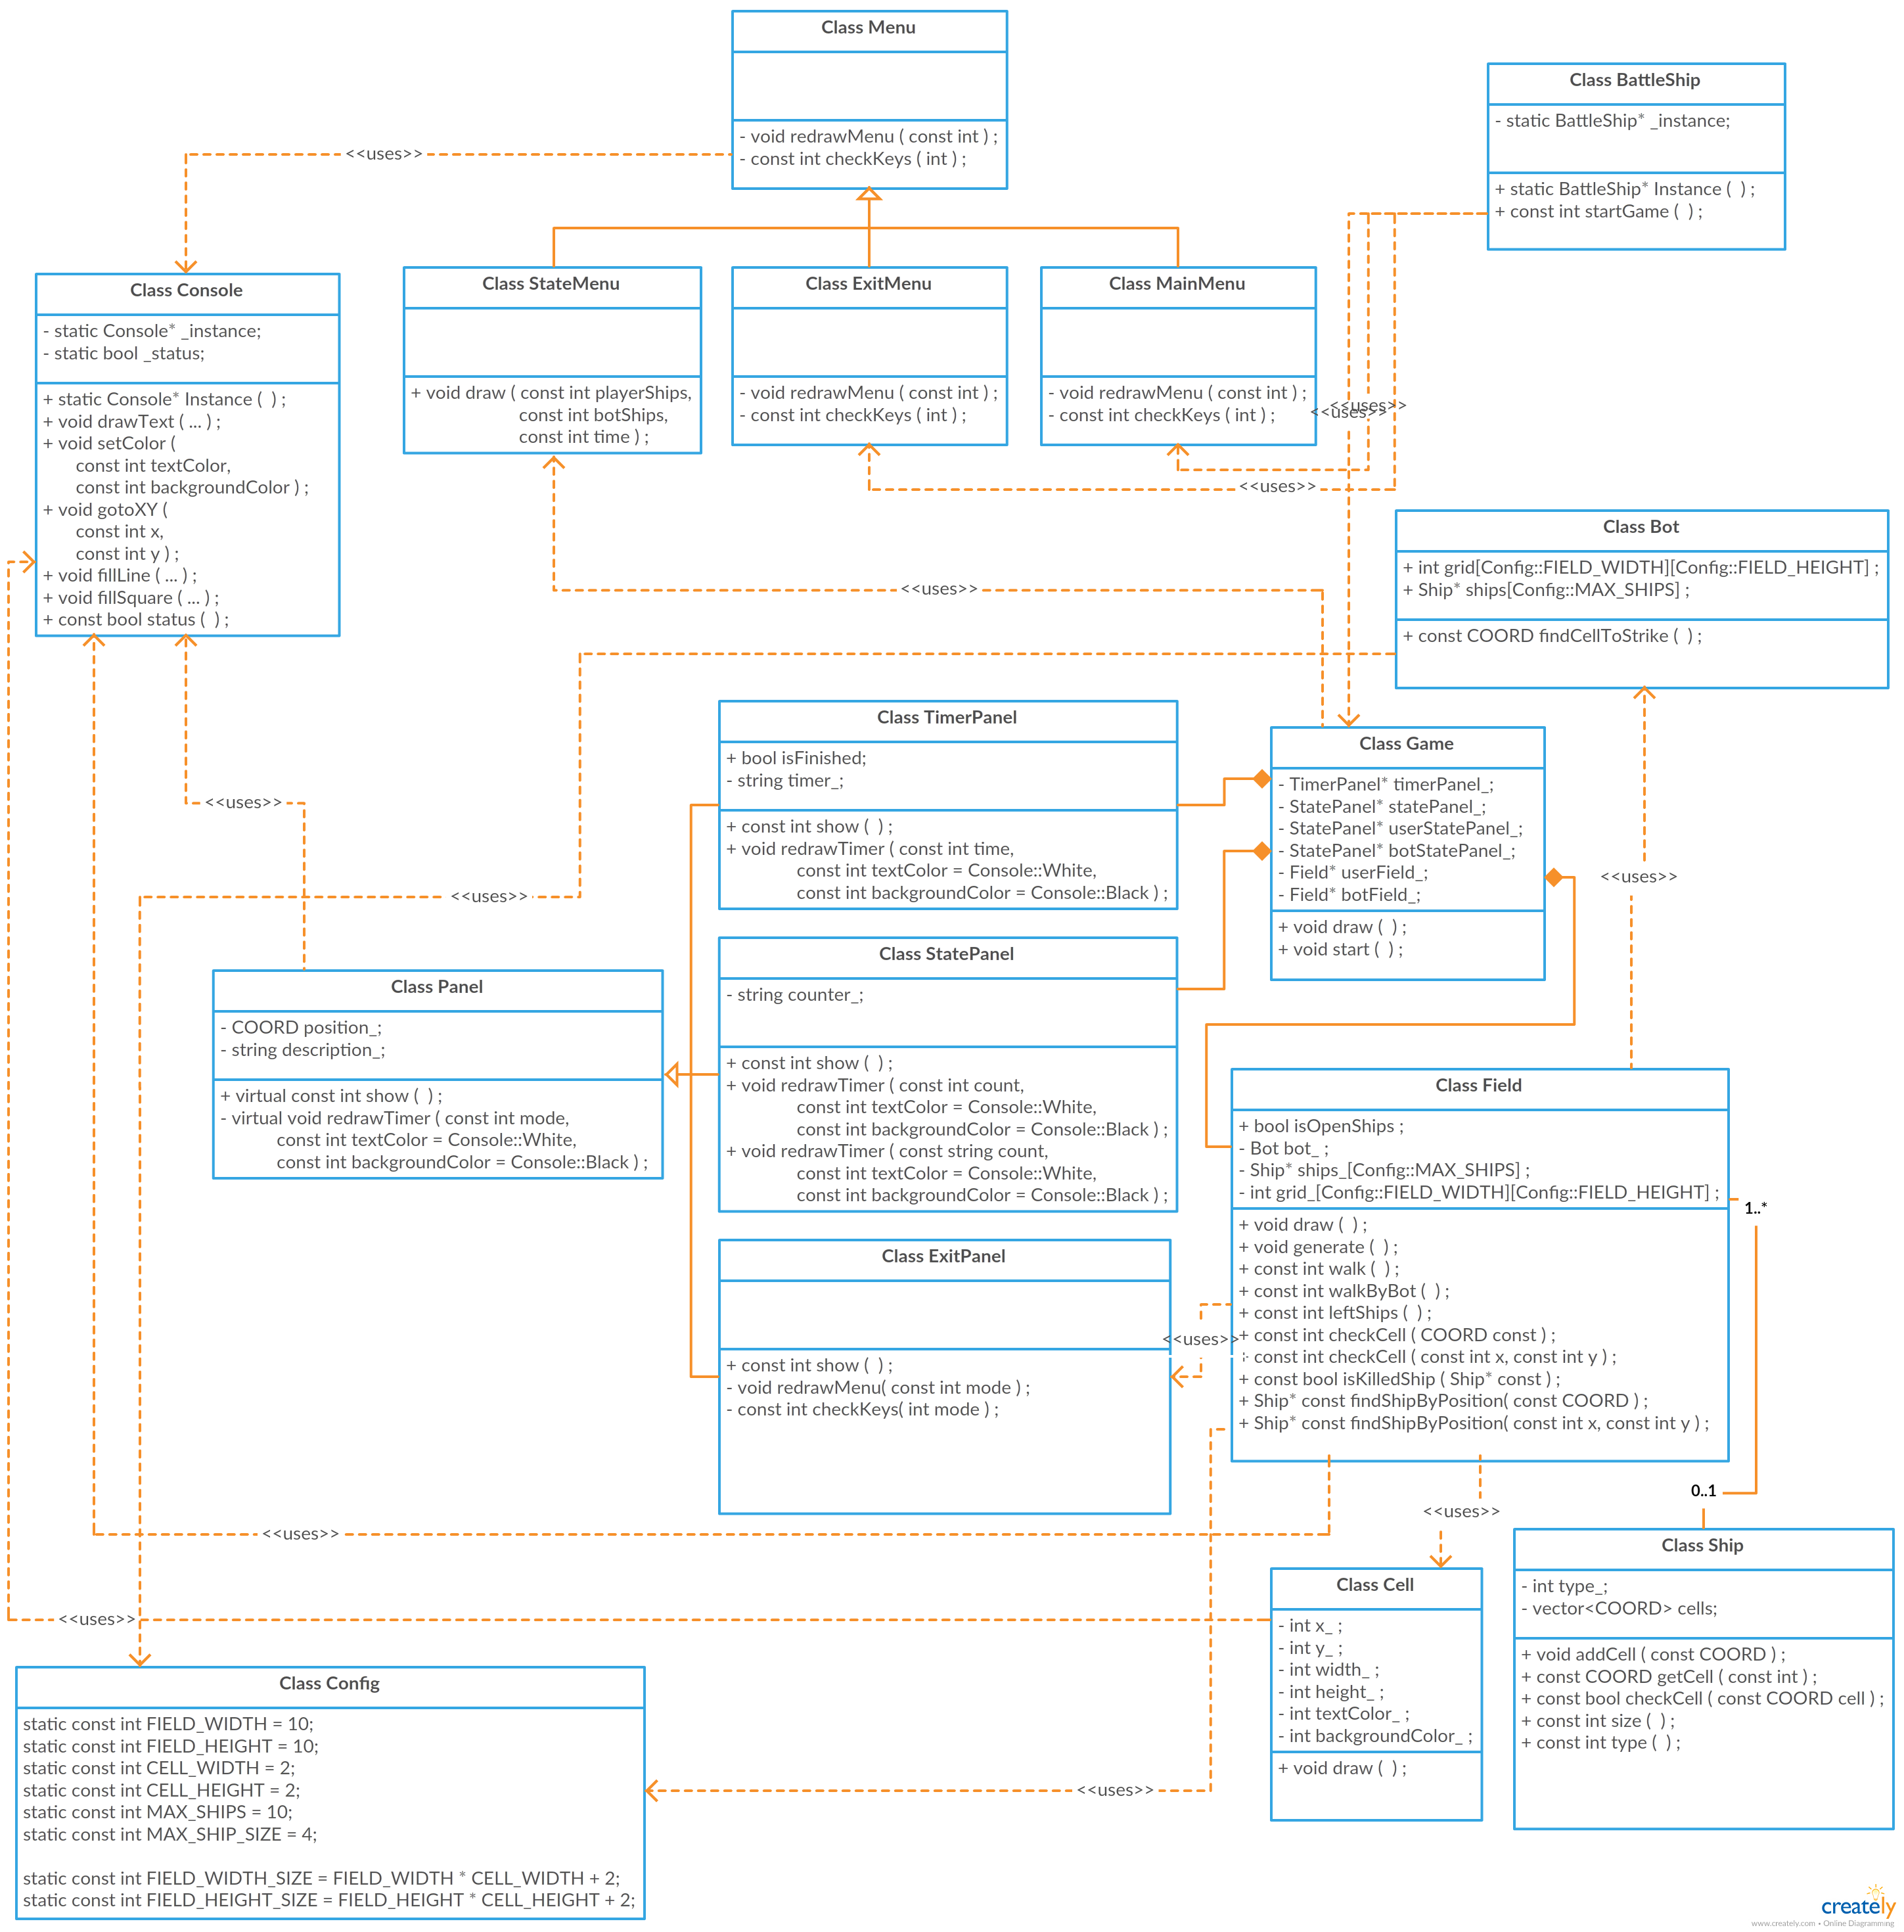 Class Menu
- void redrawMenu ( const int ) ;
- const int checkKeys ( int ) ;
Class BattleShip
- static BattleShip* _instance;
+ static BattleShip* Instance (  ) ;
+ const int startGame (  ) ;
<<uses>>
Class Console
- static Console* _instance;
- static bool _status;
+ static Console* Instance (  ) ;
+ void drawText ( ... ) ;
+ void setColor (
const int textColor,
const int backgroundColor ) ;
+ void gotoXY (
const int x,
const int y ) ;
+ void fillLine ( ... ) ;
+ void fillSquare ( ... ) ;
+ const bool status (  ) ;
Class StateMenu
+ void draw ( const int playerShips,
const int botShips,
const int time ) ;
Class ExitMenu
- void redrawMenu ( const int ) ;
- const int checkKeys ( int ) ;
Class MainMenu
- void redrawMenu ( const int ) ;
- const int checkKeys ( int ) ;
<<uses>>
<<uses>>
<<uses>>
Class Bot
+ int grid[Config::FIELD_WIDTH][Config::FIELD_HEIGHT] ;
+ Ship* ships[Config::MAX_SHIPS] ;
+ const COORD findCellToStrike (  ) ;
<<uses>>
Class TimerPanel
+ bool isFinished;
- string timer_;
+ const int show (  ) ;
+ void redrawTimer ( const int time,
const int textColor = Console::White,
const int backgroundColor = Console::Black ) ;
Class Game
- TimerPanel* timerPanel_;
- StatePanel* statePanel_;
- StatePanel* userStatePanel_;
- StatePanel* botStatePanel_;
- Field* userField_;
- Field* botField_;
+ void draw (  ) ;
+ void start (  ) ;
<<uses>>
<<uses>>
<<uses>>
Class Panel
- COORD position_;
- string description_;
+ virtual const int show (  ) ;
- virtual void redrawTimer ( const int mode,
const int textColor = Console::White,
const int backgroundColor = Console::Black ) ;
Class StatePanel
- string counter_;
+ const int show (  ) ;
+ void redrawTimer ( const int count,
const int textColor = Console::White,
const int backgroundColor = Console::Black ) ;
+ void redrawTimer ( const string count,
const int textColor = Console::White,
const int backgroundColor = Console::Black ) ;
Class Field
+ bool isOpenShips ;
- Bot bot_ ;
- Ship* ships_[Config::MAX_SHIPS] ;
- int grid_[Config::FIELD_WIDTH][Config::FIELD_HEIGHT] ;
+ void draw (  ) ;
+ void generate (  ) ;
+ const int walk (  ) ;
+ const int walkByBot (  ) ;
+ const int leftShips (  ) ;
+ const int checkCell ( COORD const ) ;
+ const int checkCell ( const int x, const int y ) ;
+ const bool isKilledShip ( Ship* const ) ;
+ Ship* const findShipByPosition( const COORD ) ;
+ Ship* const findShipByPosition( const int x, const int y ) ;
1..*
Class ExitPanel
+ const int show (  ) ;
- void redrawMenu( const int mode ) ;
- const int checkKeys( int mode ) ;
<<uses>>
0..1
<<uses>>
<<uses>>
Class Ship
- int type_;
- vector<COORD> cells;
+ void addCell ( const COORD ) ;
+ const COORD getCell ( const int ) ;
+ const bool checkCell ( const COORD cell ) ;
+ const int size (  ) ;
+ const int type (  ) ;
Class Cell
- int x_ ;
- int y_ ;
- int width_ ;
- int height_ ;
- int textColor_ ;
- int backgroundColor_ ;
+ void draw (  ) ;
<<uses>>
Class Config
static const int FIELD_WIDTH = 10;
static const int FIELD_HEIGHT = 10;
static const int CELL_WIDTH = 2;
static const int CELL_HEIGHT = 2;
static const int MAX_SHIPS = 10;
static const int MAX_SHIP_SIZE = 4;
static const int FIELD_WIDTH_SIZE = FIELD_WIDTH * CELL_WIDTH + 2;
static const int FIELD_HEIGHT_SIZE = FIELD_HEIGHT * CELL_HEIGHT + 2;
<<uses>>
creately
www.creately.com • Online Diagramming